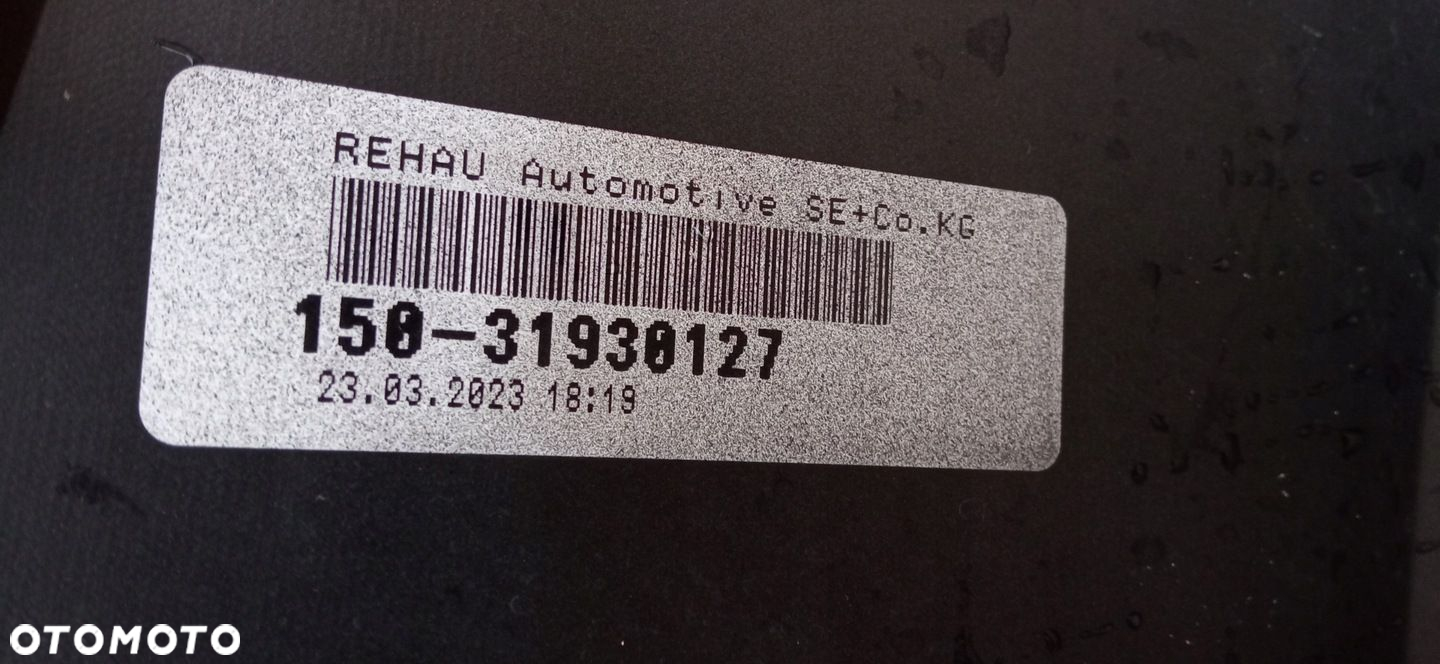 REHAU Automotive SE+Co.KG
150-31930127
23.03.2023 18:19
OTOMOTO